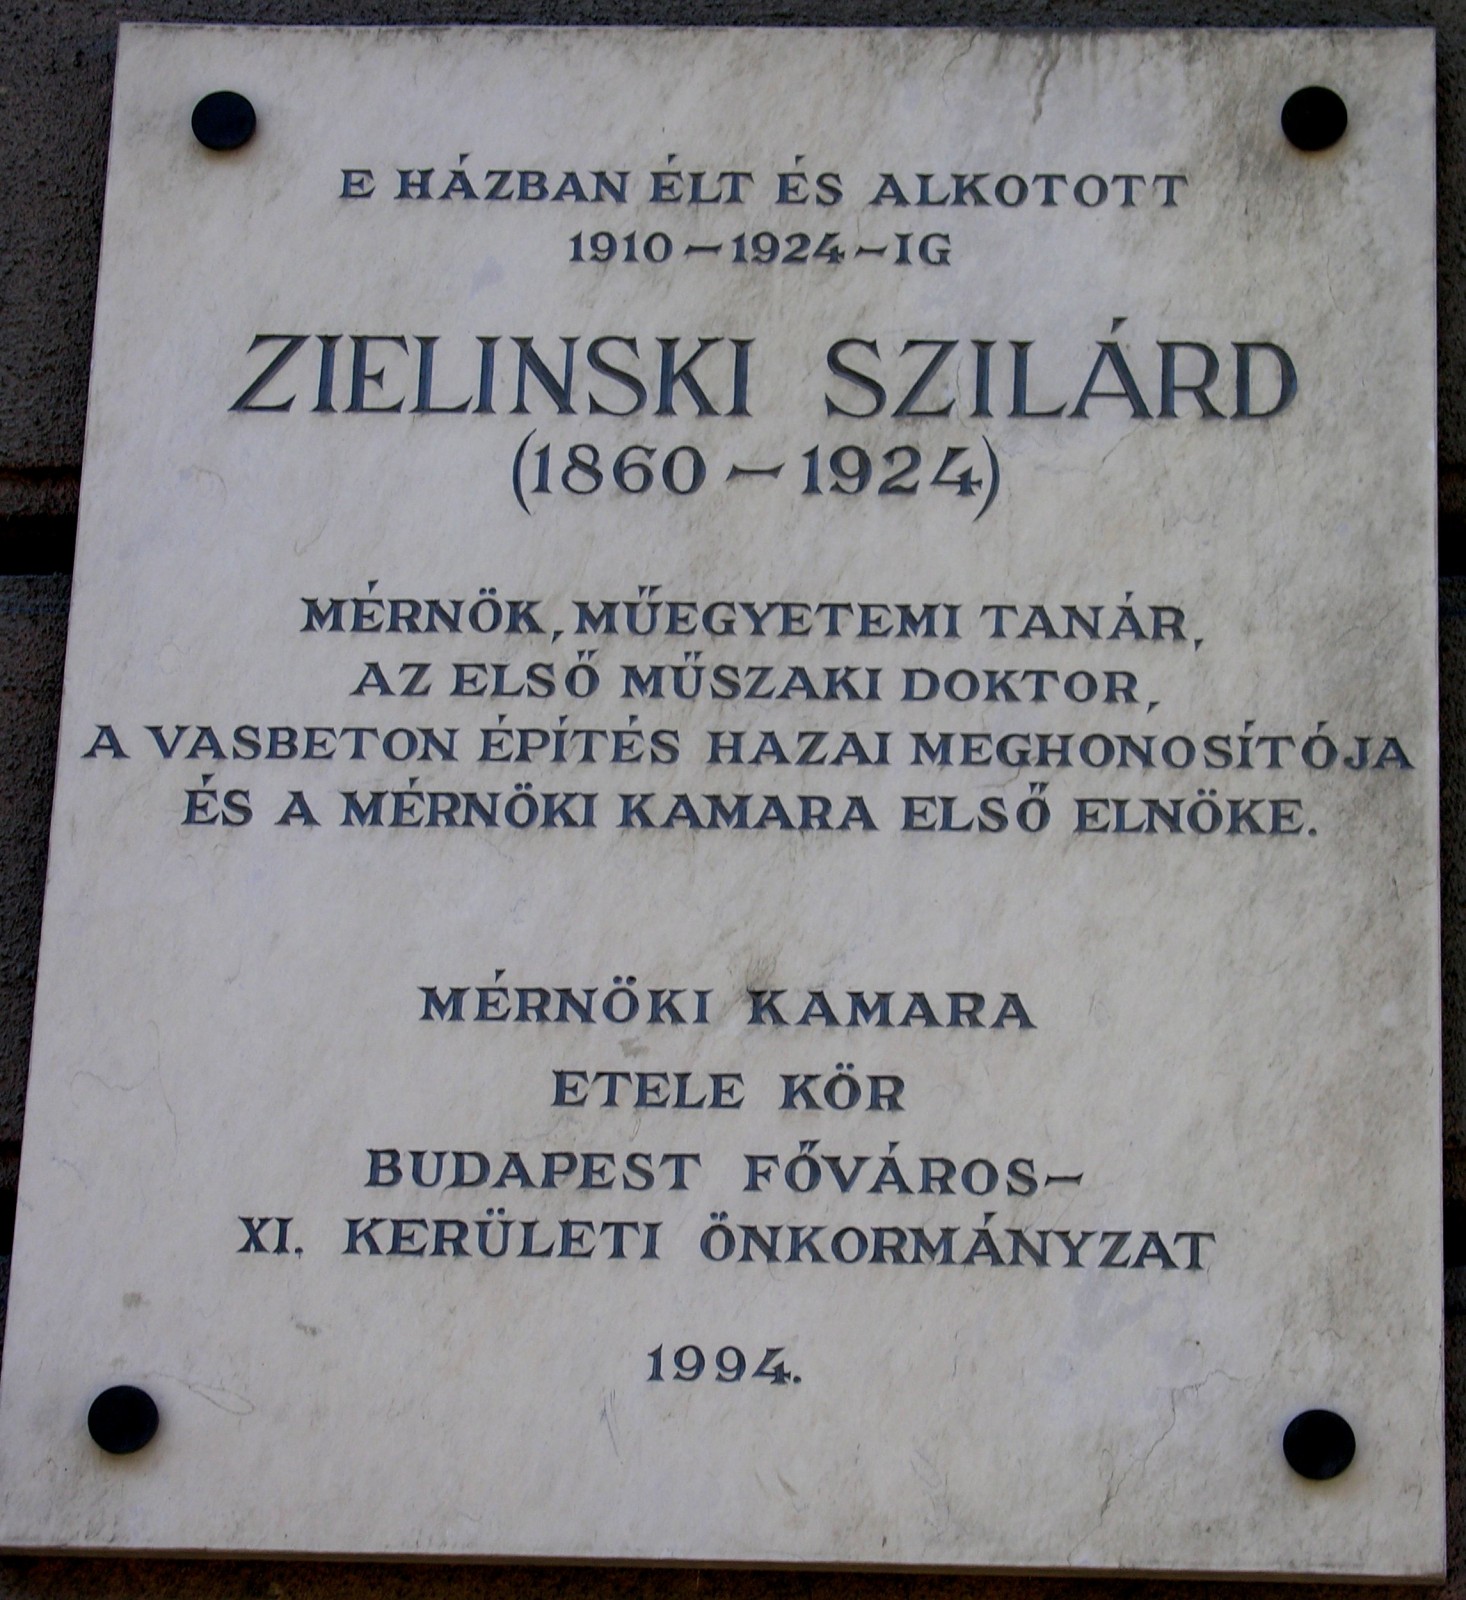 E HÁZBAN ÉLT ÉS ALKOTOTT
1910-1924-IG
ZIELINSKI SZILÁRD
(1860-1924)
MÉRNÖK, MŰEGYETEMI TANÁR,
AZ ELSŐ MŰSZAKI DOKTOR,
A VASBETON ÉPÍTÉS HAZAI MEGHONOSÍTÓJA
ÉS A MÉRNÖKI KAMARA ELSŐ ELNÖKE.
MÉRNÖKI KAMARA
ETELE KÖR
BUDAPEST FŐVÁROS-
XI. KERÜLETI ÖNKORMÁNYZAT
1994.